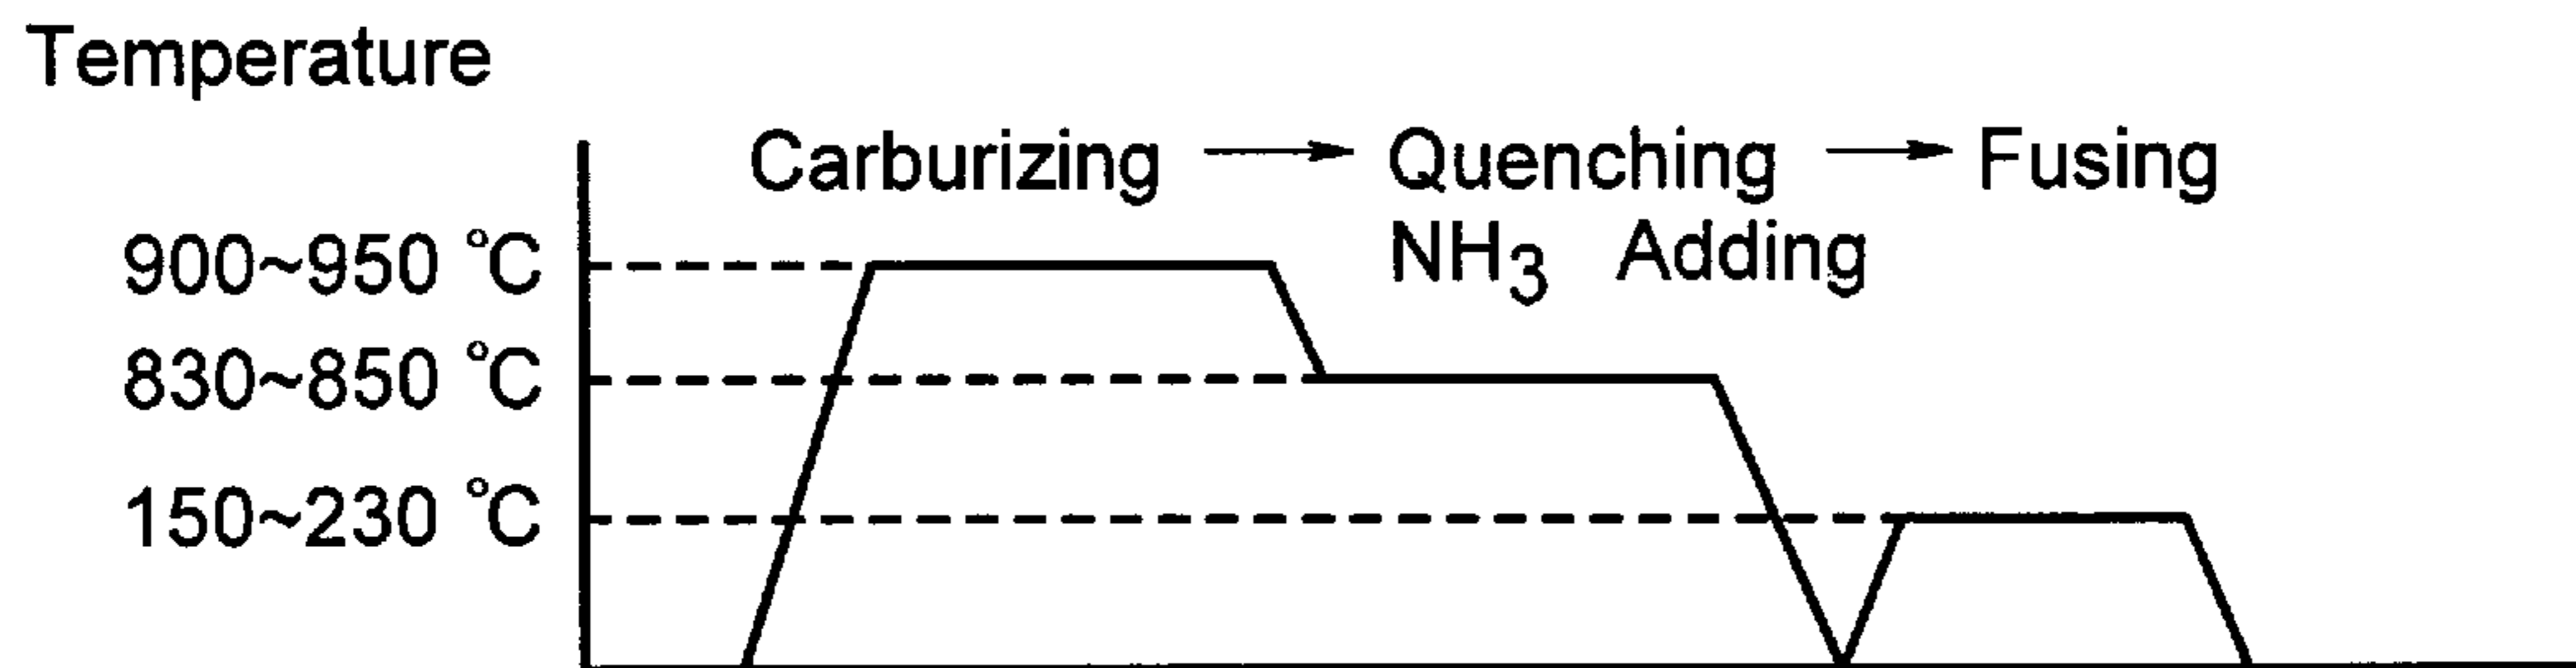 Temperature
Carburizing → Quenching → Fusing
NH3 Adding
900~950 °C
830~850 °C
150~230 °C